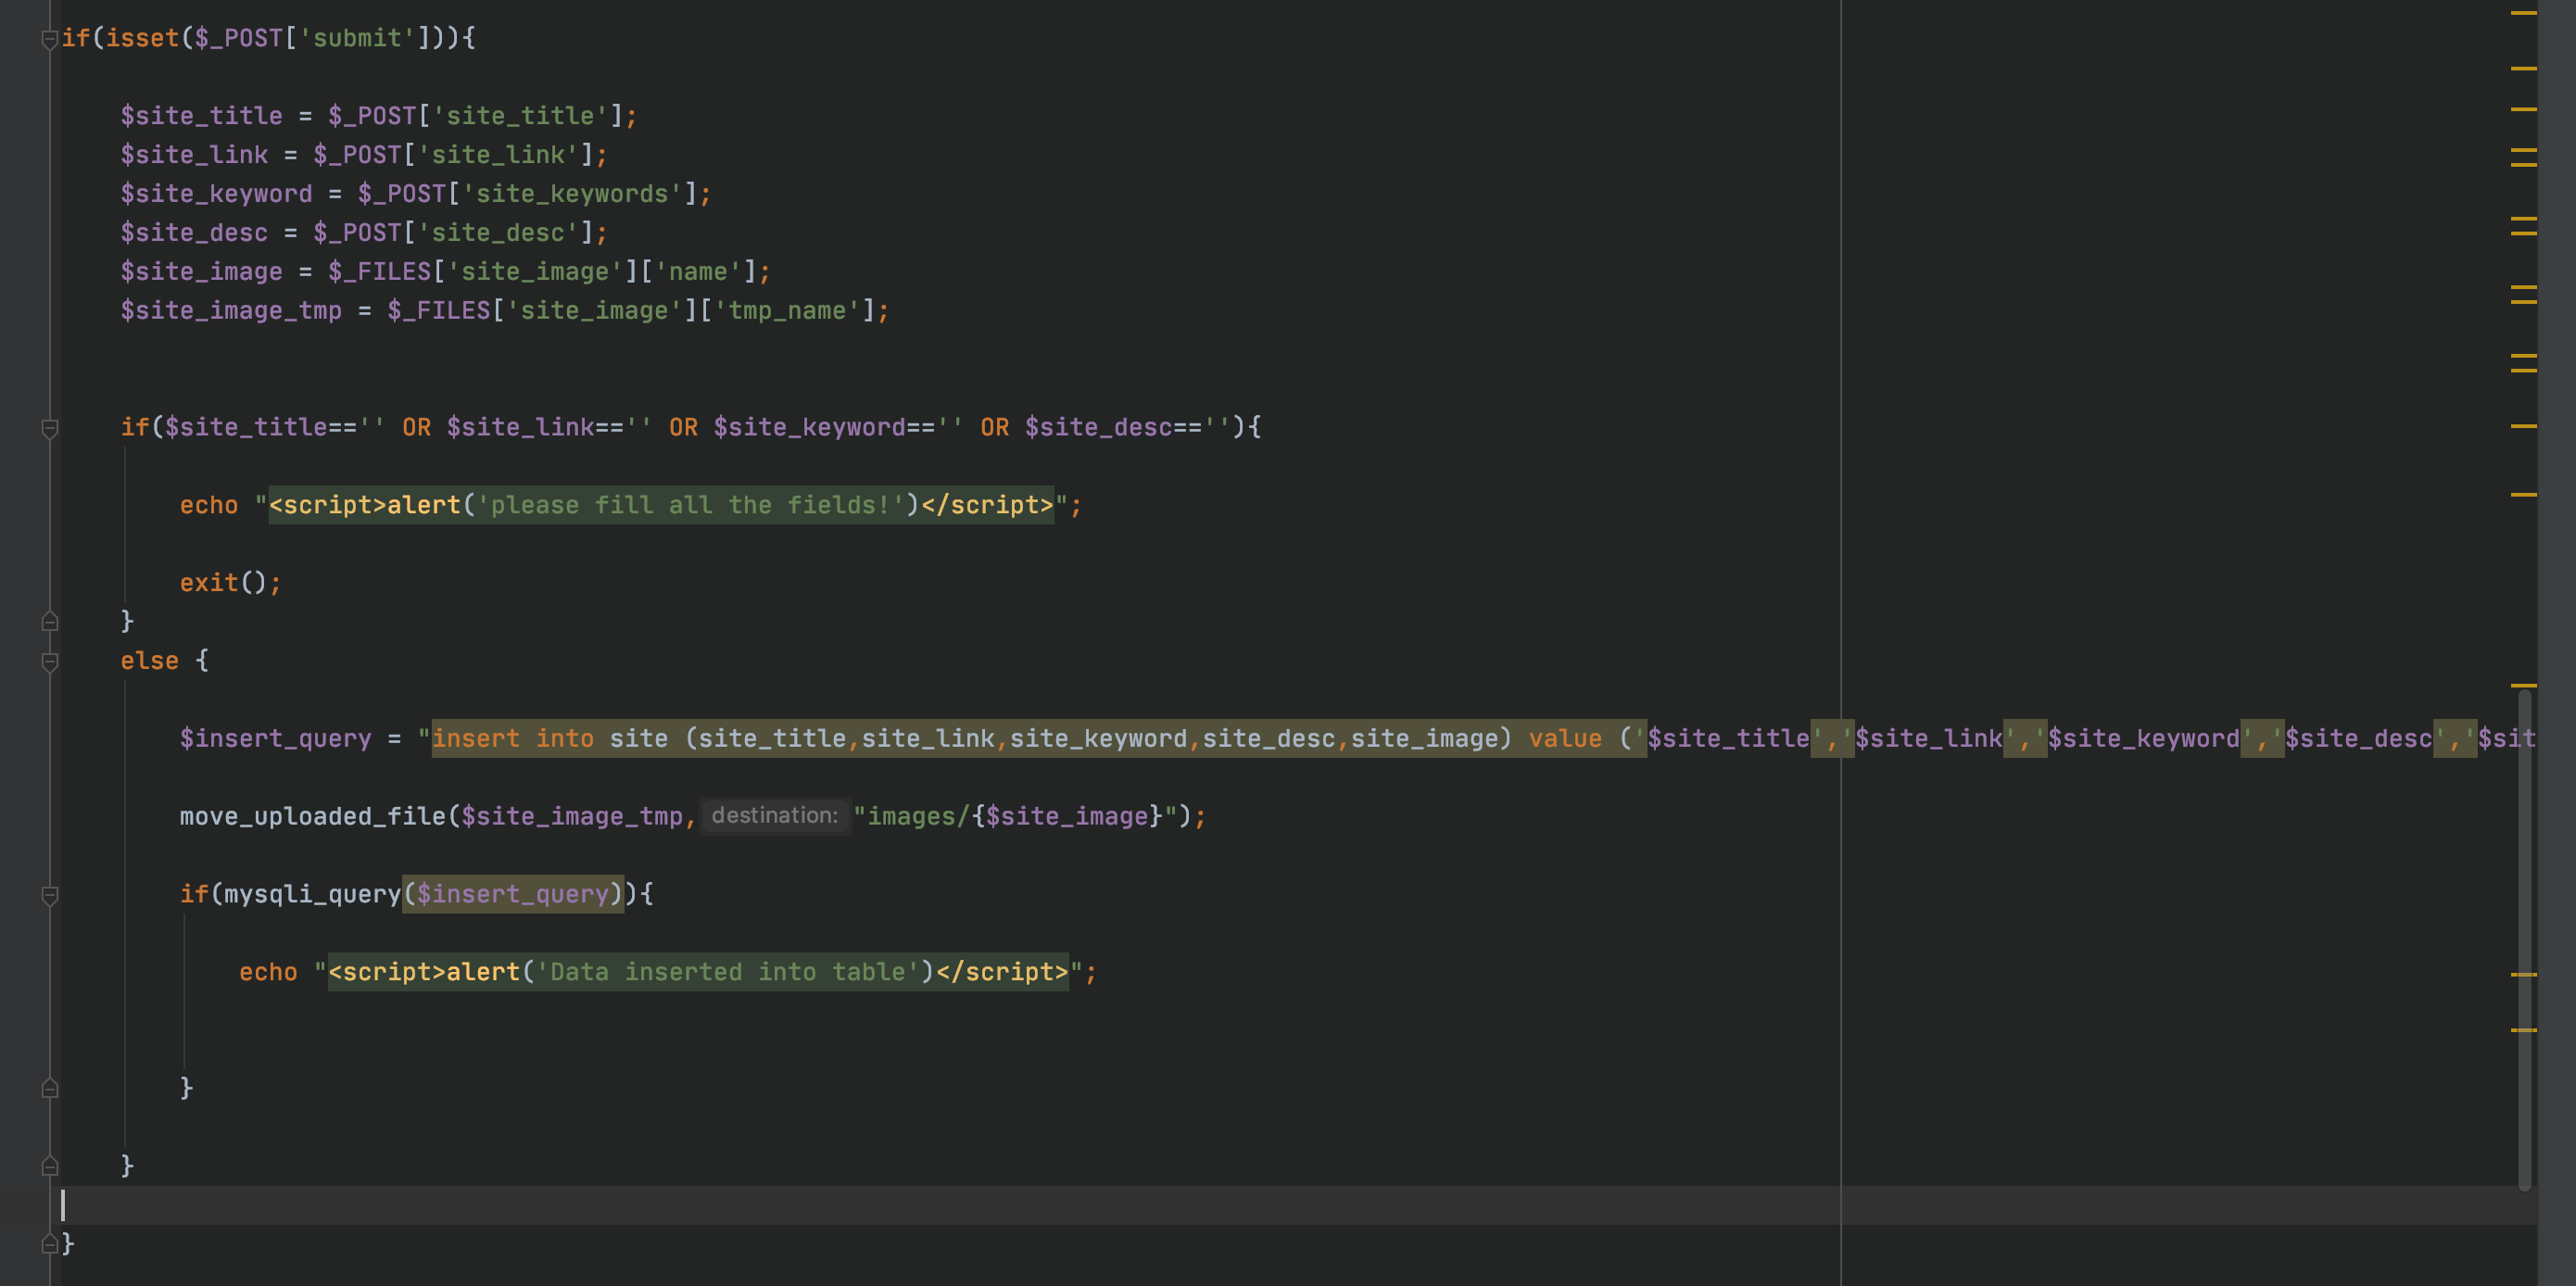 if(isset($_POST['submit'])){
$site_title = $_POST['site_title'];
$site_link = $_POST['site_link'];
$site_keyword = $_POST['site_keywords'];
$site_desc = $_POST['site_desc'];
$site_image = $_FILES['site_image']['name'];
$site_image_tmp = $_FILES['site_image']['tmp_name'];
if($site_title=='' OR $site_link=='' OR $site_keyword=='' OR $site_desc==''){
echo "<script>alert('please fill all the fields!')</script>";
exit();
}
else {
$insert_query = "insert into site (site_title,site_link,site_keyword,site_desc,site_image) value ('$site_title','$site_link','$site_keyword','$site_desc','$sit
move_uploaded_file($site_image_tmp, destination: "images/{$site_image}");
if(mysqli_query($insert_query)){
echo "<script>alert('Data inserted into table')</script>";
}
}
}